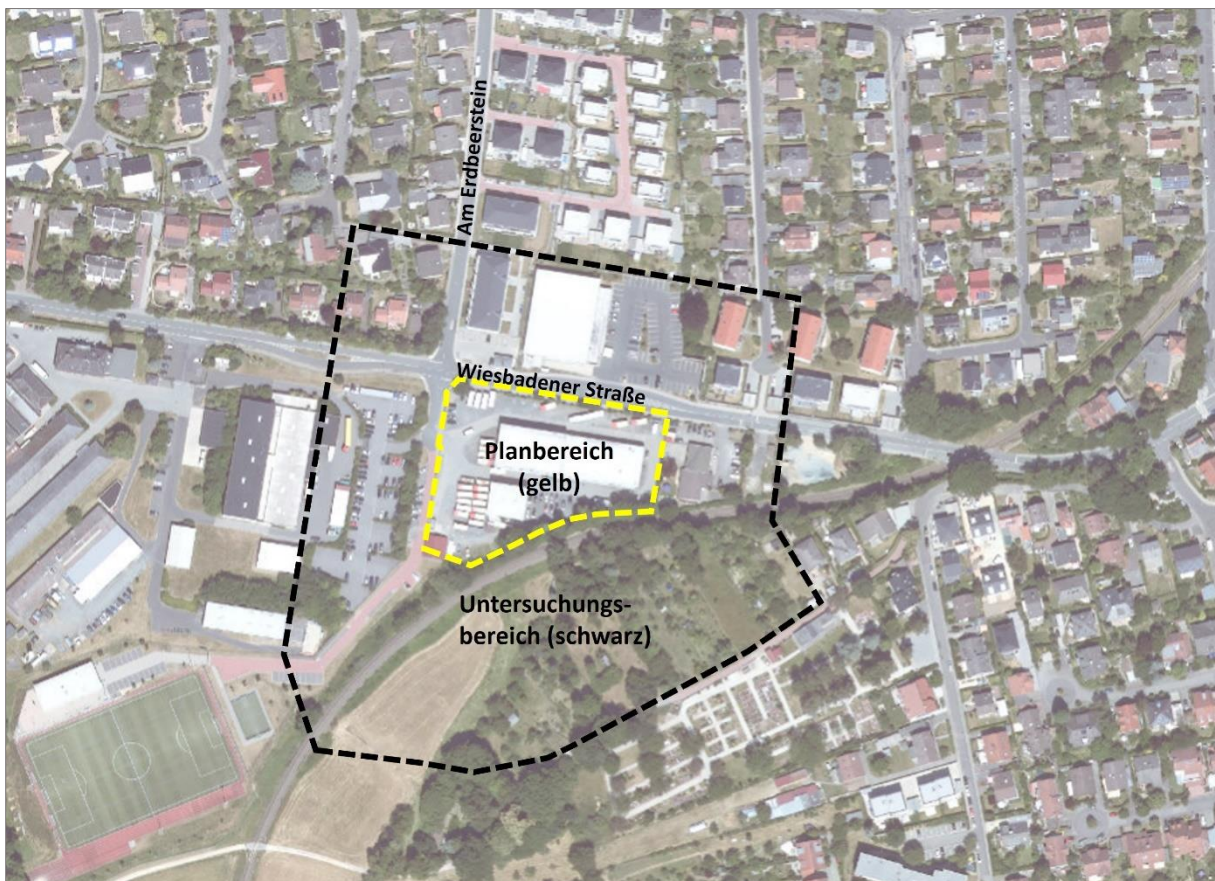 Am Erdbeerstein
Wiesbadener Straße
Planbereich
(gelb)
Untersuchungs-
bereich (schwarz)